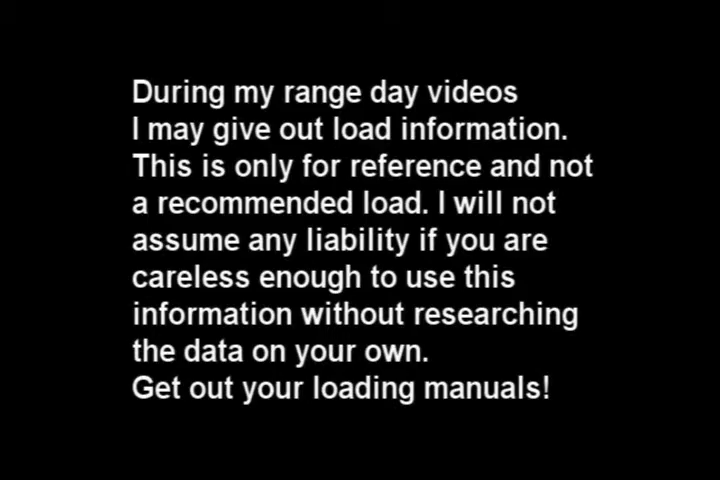 During my range day videos
I may give out load information.
This is only for reference and not
a recommended load. I will not
assume any liability if you are
careless enough to use this
information without researching
the data on your own.
Get out your loading manuals!